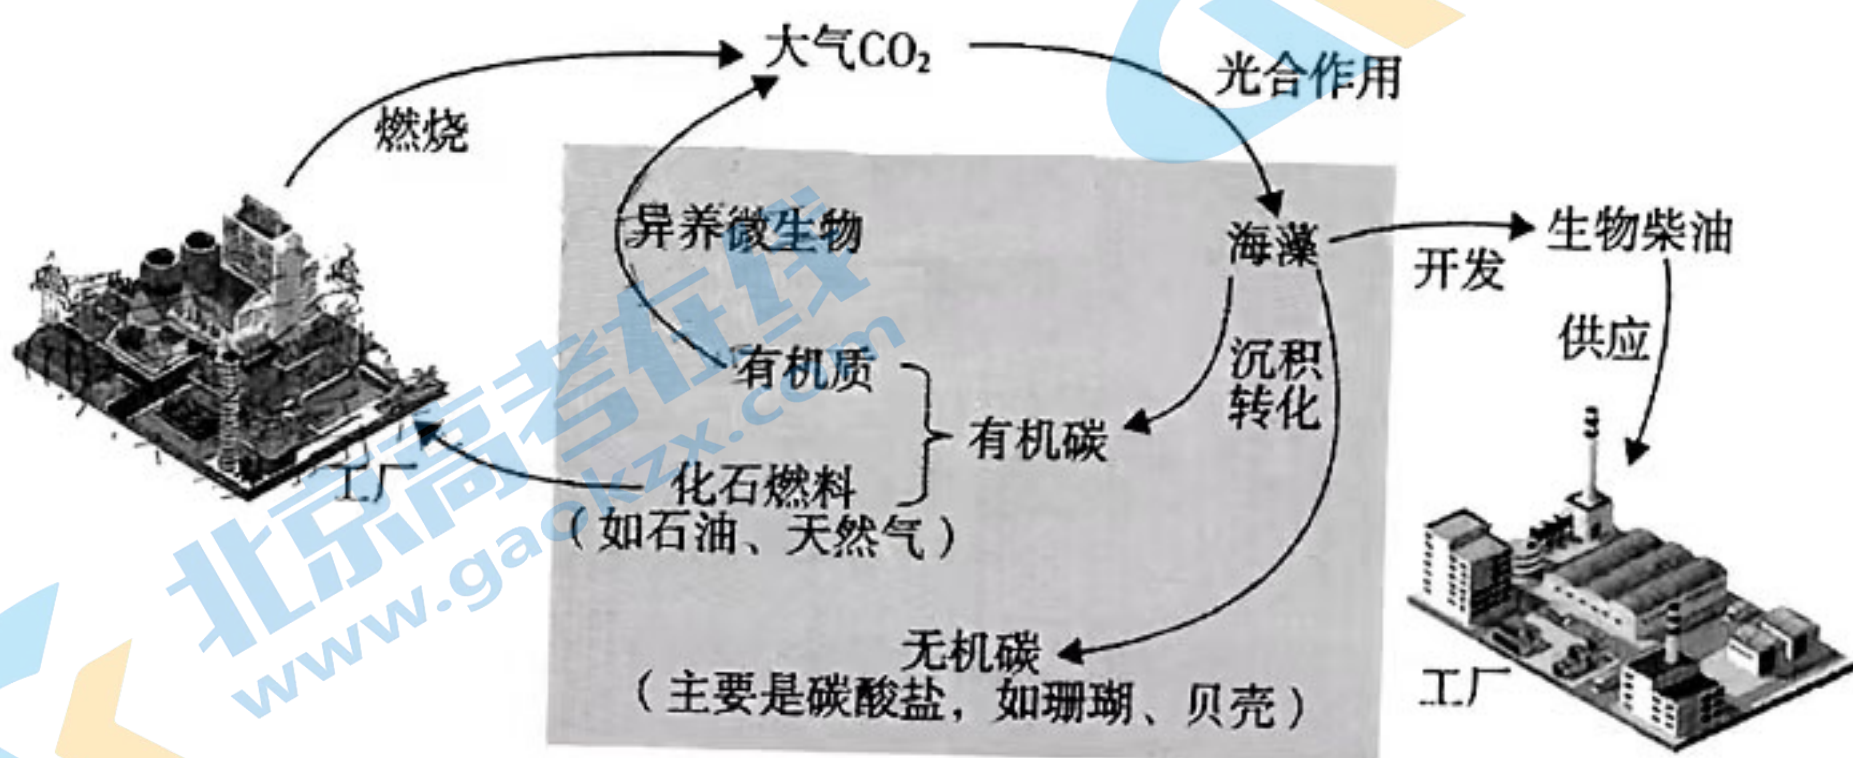 大气CO₂
光合作用
燃烧
异养微生物
海藻
开发
生物柴油
供应
沉积
转化
有机质
有机碳
化石燃料
（如石油、天然气）
工厂
无机碳
（主要是碳酸盐，如珊瑚、贝壳）
工厂
北京高考在线
www.gaokzx.com